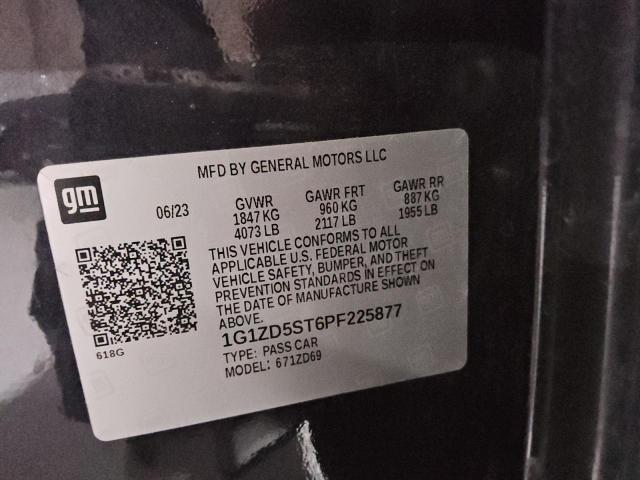 MFD BY GENERAL MOTORS LLC
gm
06/23
GVWR GAWR FRT GAWR RR
1847 KG 960 KG 887 KG
4073 LB 2117 LB 1955 LB
THIS VEHICLE CONFORMS TO ALL
APPLICABLE U.S. FEDERAL MOTOR
VEHICLE SAFETY, BUMPER, AND THEFT
PREVENTION STANDARDS IN EFFECT ON
THE DATE OF MANUFACTURE SHOWN
ABOVE.
1G1ZD5ST6PF225877
618G
TYPE: PASS CAR
MODEL: 671ZD69